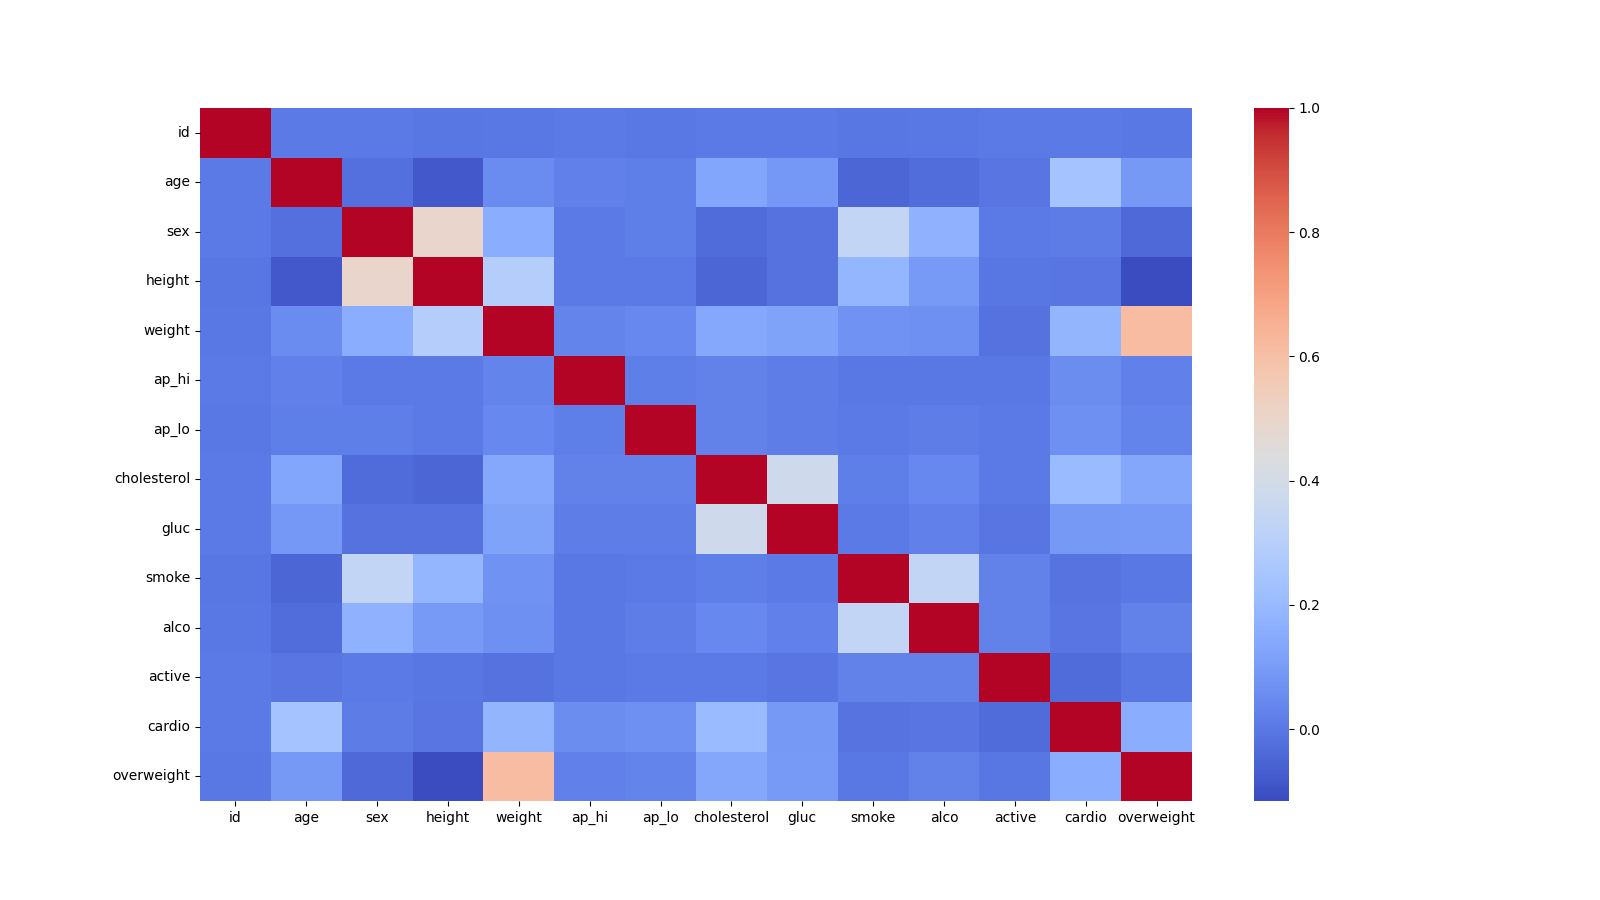 id
age
sex
height
weight
ap_hi
ap_lo
cholesterol
gluc
smoke
alco
active
cardio
overweight
id age sex height weight ap_hi ap_lo cholesterol gluc smoke alco active cardio overweight
1.0
0.8
0.6
0.4
0.2
0.0